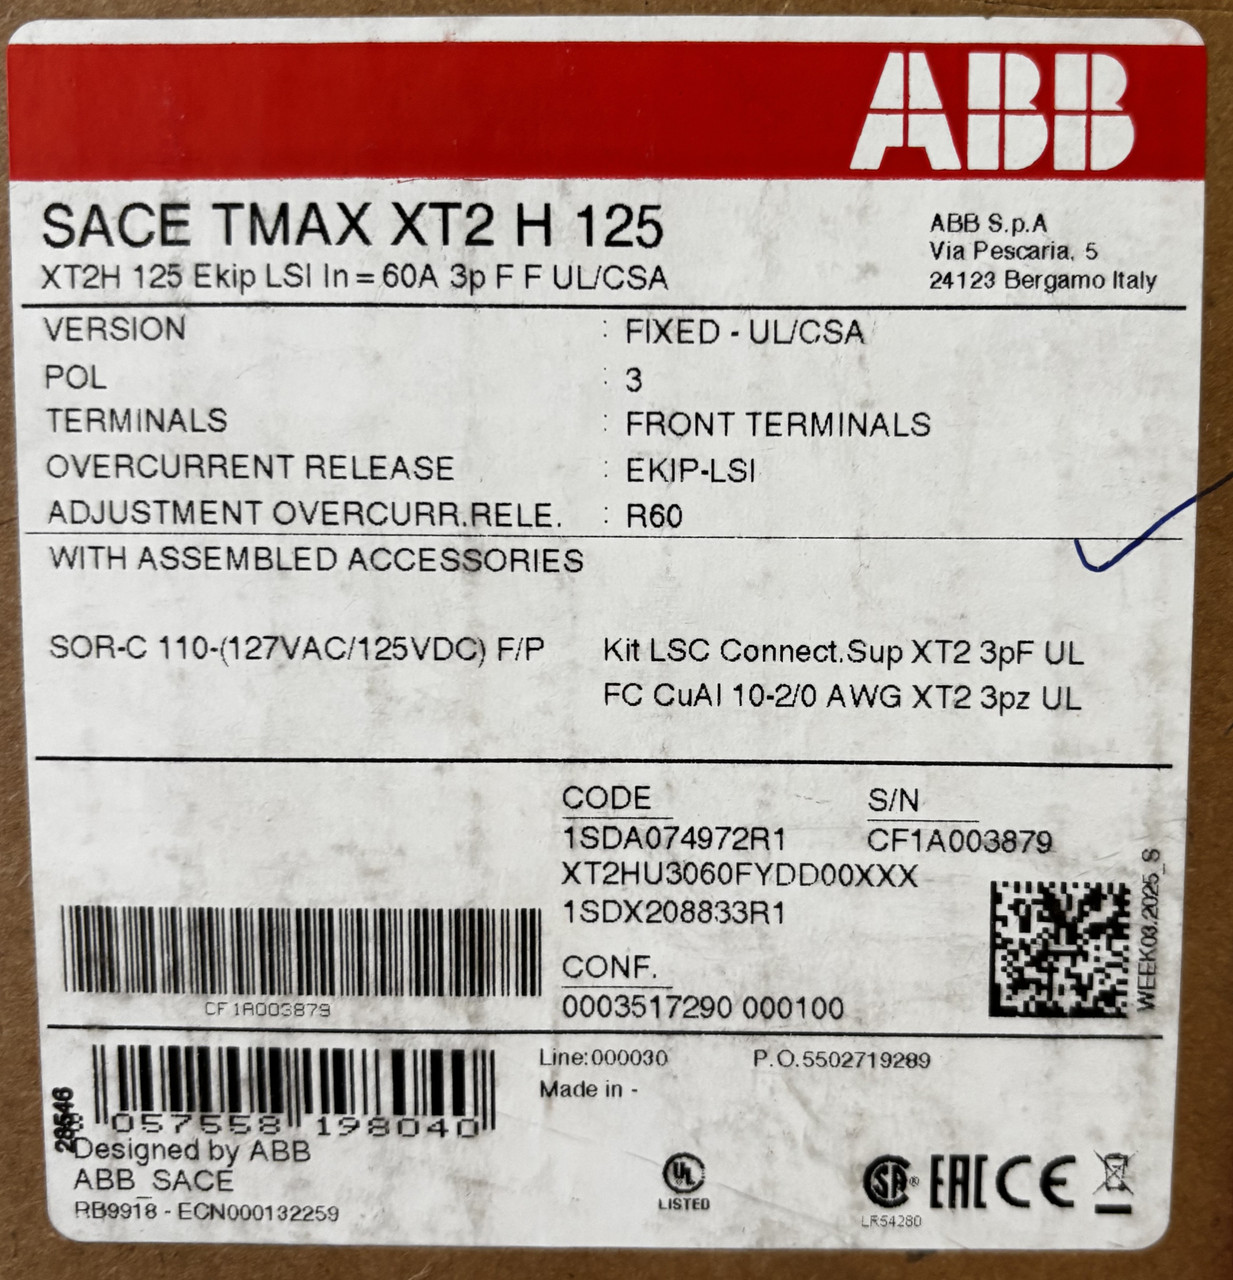 ABB
SACE TMAX XT2 H 125
XT2H 125 Ekip LSI In = 60A 3p F F UL/CSA
ABB S.p.A
Via Pescaria, 5
24123 Bergamo Italy
VERSION : FIXED - UL/CSA
POL : 3
TERMINALS : FRONT TERMINALS
OVERCURRENT RELEASE : EKIP-LSI
ADJUSTMENT OVERCURR.RELE. : R60
WITH ASSEMBLED ACCESSORIES
SOR-C 110-(127VAC/125VDC) F/P Kit LSC Connect.Sup XT2 3pF UL
FC CuAl 10-2/0 AWG XT2 3pz UL
CODE S/N
1SDA074972R1 CF1A003879
XT2HU3060FYDD00XXX
1SDX208833R1
CONF.
0003517290 000100
CF1A003879
WEEK03.2025_S
Line:000030 P.O.5502719289
Made in -
057558 198040
Designed by ABB
ABB_SACE
RB9918 - ECN000132259
UL
LISTED
SA ®
LR54280
EAC CE